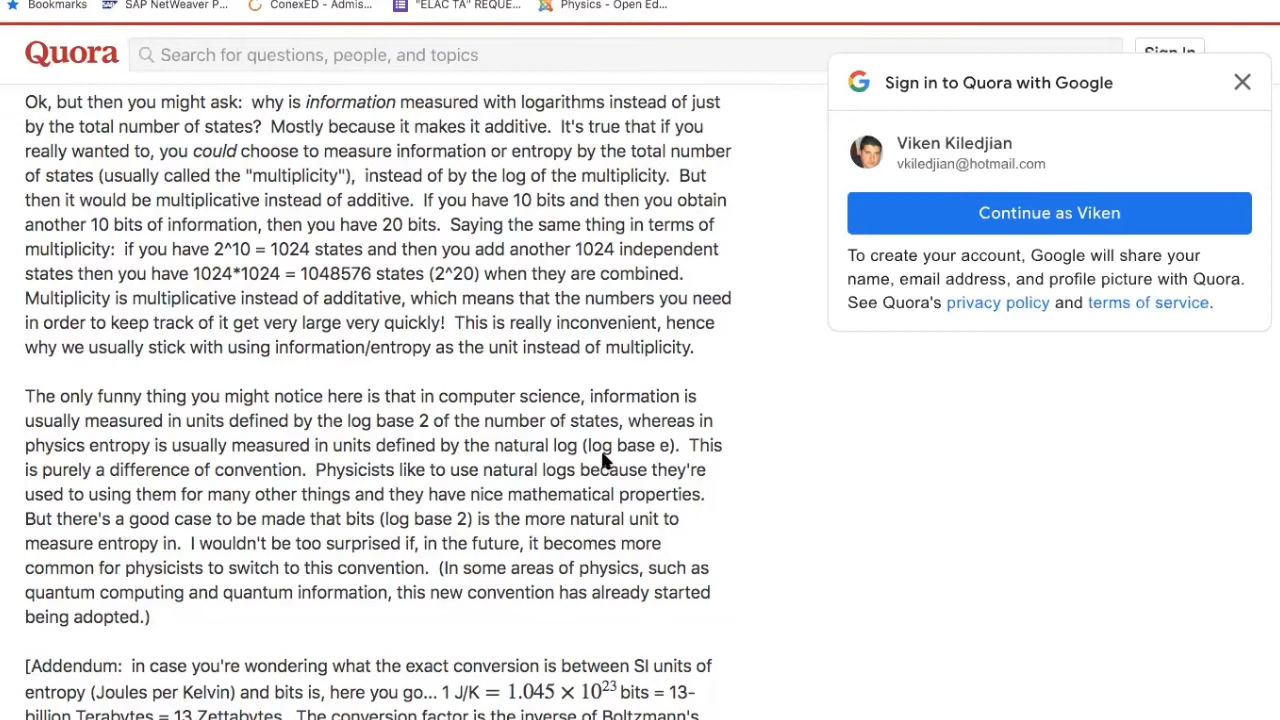 Bookmarks SAP NetWeaver P... ConexED - Admis... "ELAC TA" REQUE... Physics - Open Ed...
Quora Search for questions, people, and topics Sign In
Ok, but then you might ask: why is information measured with logarithms instead of just
by the total number of states? Mostly because it makes it additive. It's true that if you
really wanted to, you could choose to measure information or entropy by the total number
of states (usually called the "multiplicity"), instead of by the log of the multiplicity. But
then it would be multiplicative instead of additive. If you have 10 bits and then you obtain
another 10 bits of information, then you have 20 bits. Saying the same thing in terms of
multiplicity: if you have 2^10 = 1024 states and then you add another 1024 independent
states then you have 1024*1024 = 1048576 states (2^20) when they are combined.
Multiplicity is multiplicative instead of additative, which means that the numbers you need
in order to keep track of it get very large very quickly! This is really inconvenient, hence
why we usually stick with using information/entropy as the unit instead of multiplicity.
The only funny thing you might notice here is that in computer science, information is
usually measured in units defined by the log base 2 of the number of states, whereas in
physics entropy is usually measured in units defined by the natural log (log base e). This
is purely a difference of convention. Physicists like to use natural logs because they're
used to using them for many other things and they have nice mathematical properties.
But there's a good case to be made that bits (log base 2) is the more natural unit to
measure entropy in. I wouldn't be too surprised if, in the future, it becomes more
common for physicists to switch to this convention. (In some areas of physics, such as
quantum computing and quantum information, this new convention has already started
being adopted.)
[Addendum: in case you're wondering what the exact conversion is between SI units of
entropy (Joules per Kelvin) and bits is, here you go... 1 J/K = 1.045 × 10^23 bits = 13-
billion Terabytes = 13 Zettabytes. The conversion factor is the inverse of Boltzmann's
Sign in to Quora with Google
Viken Kiledjian
vkiledjian@hotmail.com
Continue as Viken
To create your account, Google will share your
name, email address, and profile picture with Quora.
See Quora's privacy policy and terms of service.